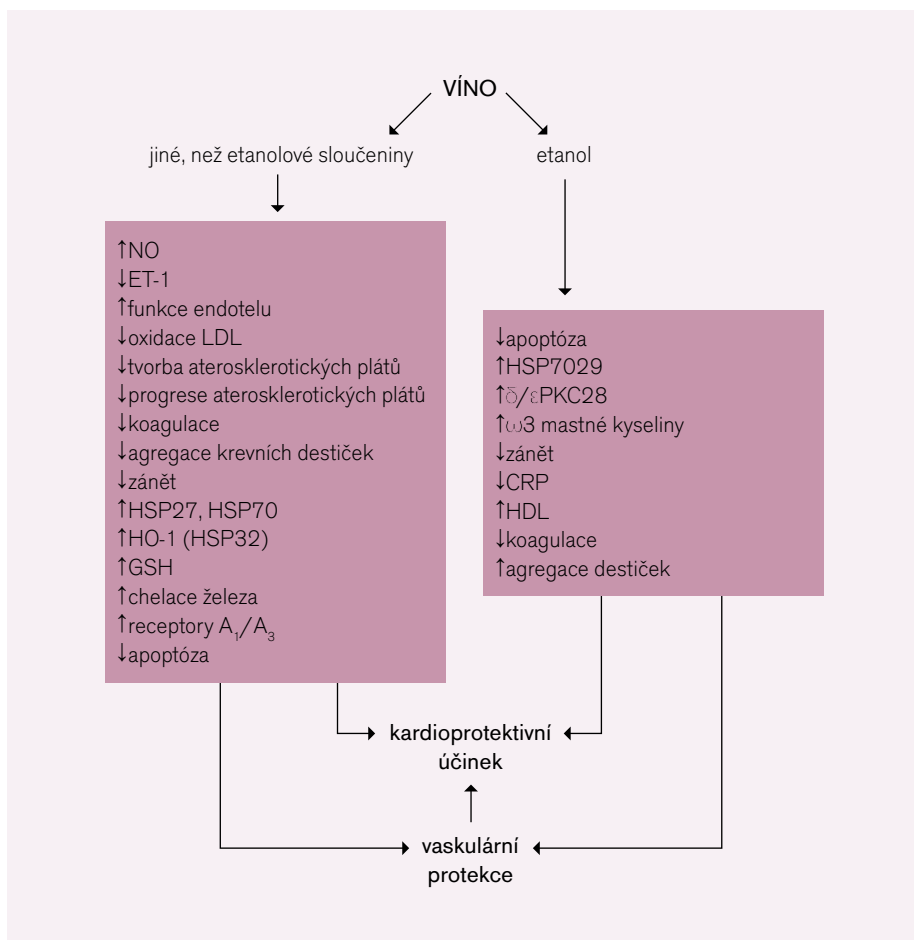 VÍNO
jiné, než etanolové sloučeniny
etanol
↑NO
↓ET-1
↑funkce endotelu
↓oxidace LDL
↓tvorba aterosklerotických plátů
↓progrese aterosklerotických plátů
↓koagulace
↓agregace krevních destiček
↓zánět
↑HSP27, HSP70
↑HO-1 (HSP32)
↑GSH
↑chelace železa
↑receptory A₁/A₃
↓apoptóza
↓apoptóza
↑HSP7029
↑δ/εPKC28
↑ω3 mastné kyseliny
↓zánět
↓CRP
↑HDL
↓koagulace
↑agregace destiček
kardioprotektivní
účinek
vaskulární
protekce